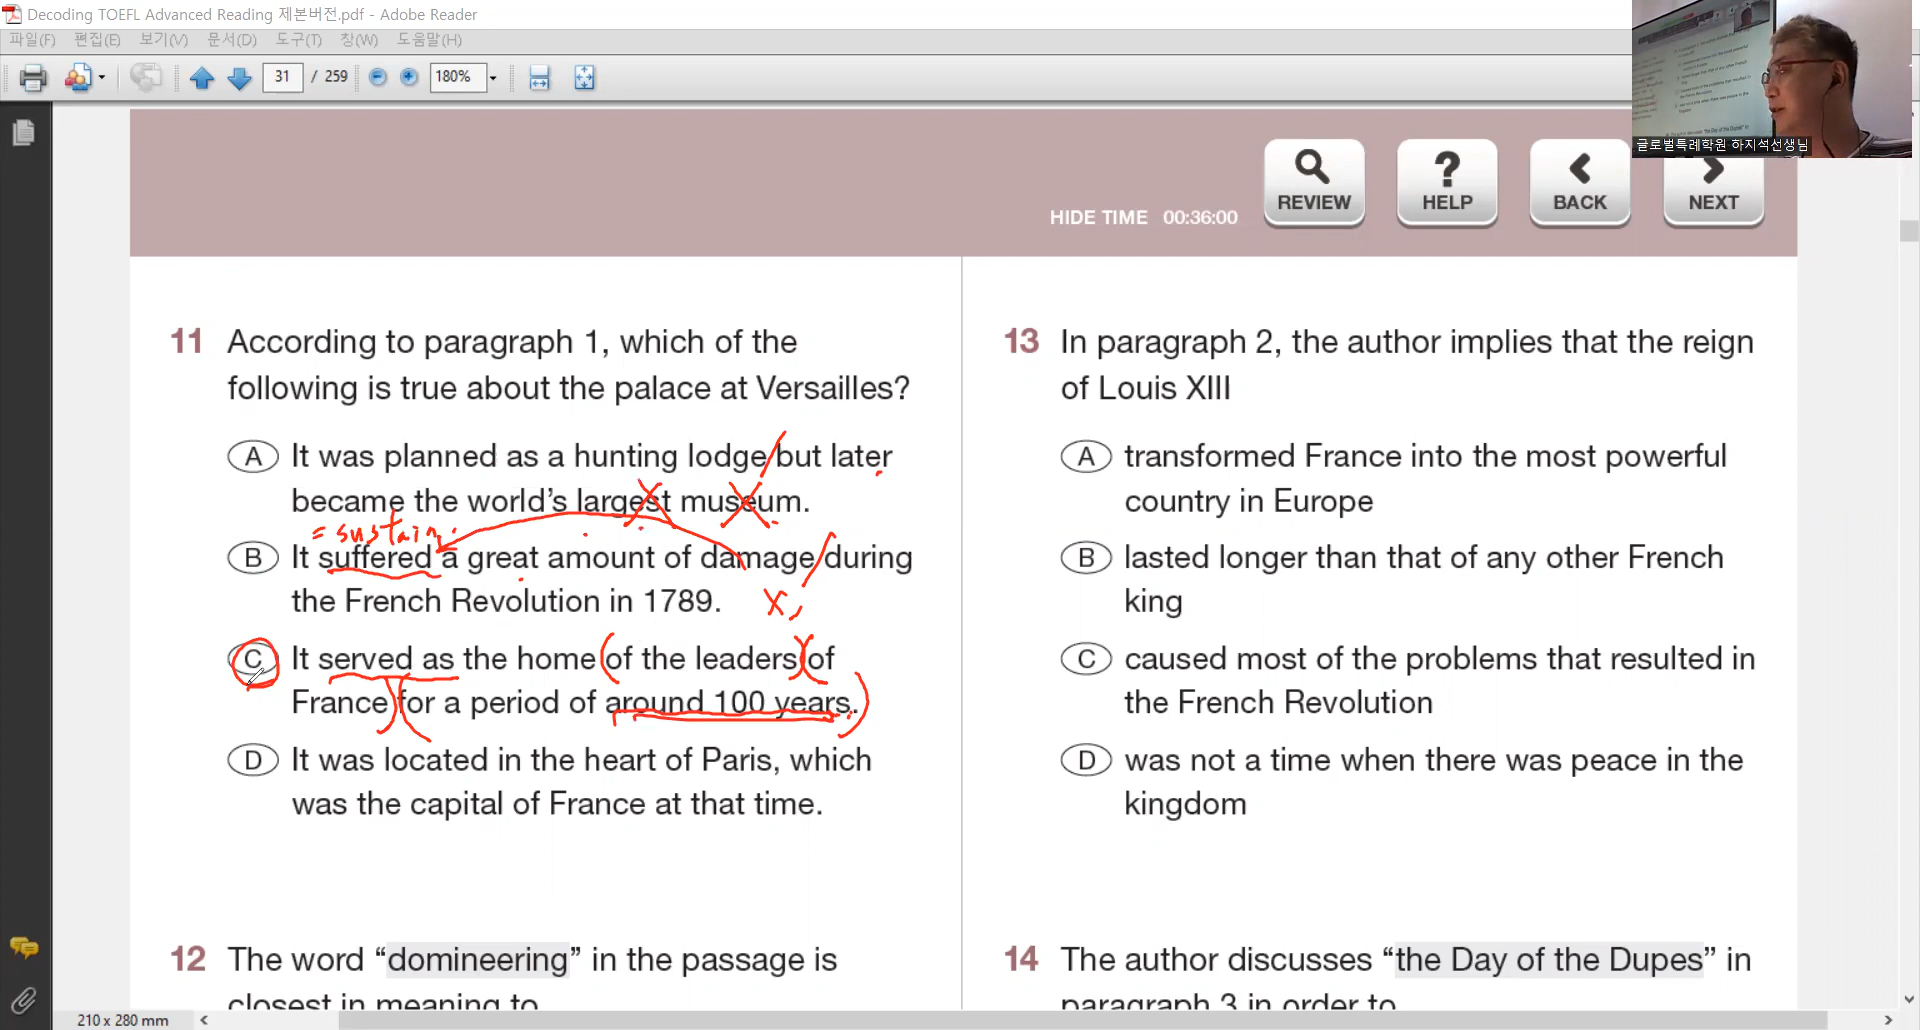 Decoding TOEFL Advanced Reading 제본버전.pdf - Adobe Reader
파일(F) 편집(E) 보기(V) 문서(D) 도구(T) 창(W) 도움말(H)
31 / 259 180%
글로벌특례학원 하지석선생님
HIDE TIME 00:36:00
REVIEW
HELP
BACK
NEXT
11 According to paragraph 1, which of the
following is true about the palace at Versailles?
A It was planned as a hunting lodge but later
became the world's largest museum.
= sustain
B It suffered a great amount of damage during
the French Revolution in 1789.
C It served as the home of the leaders of
France for a period of around 100 years.
D It was located in the heart of Paris, which
was the capital of France at that time.
12 The word “domineering” in the passage is
closest in meaning to
13 In paragraph 2, the author implies that the reign
of Louis XIII
A transformed France into the most powerful
country in Europe
B lasted longer than that of any other French
king
C caused most of the problems that resulted in
the French Revolution
D was not a time when there was peace in the
kingdom
14 The author discusses “the Day of the Dupes” in
paragraph 3 in order to
210 x 280 mm